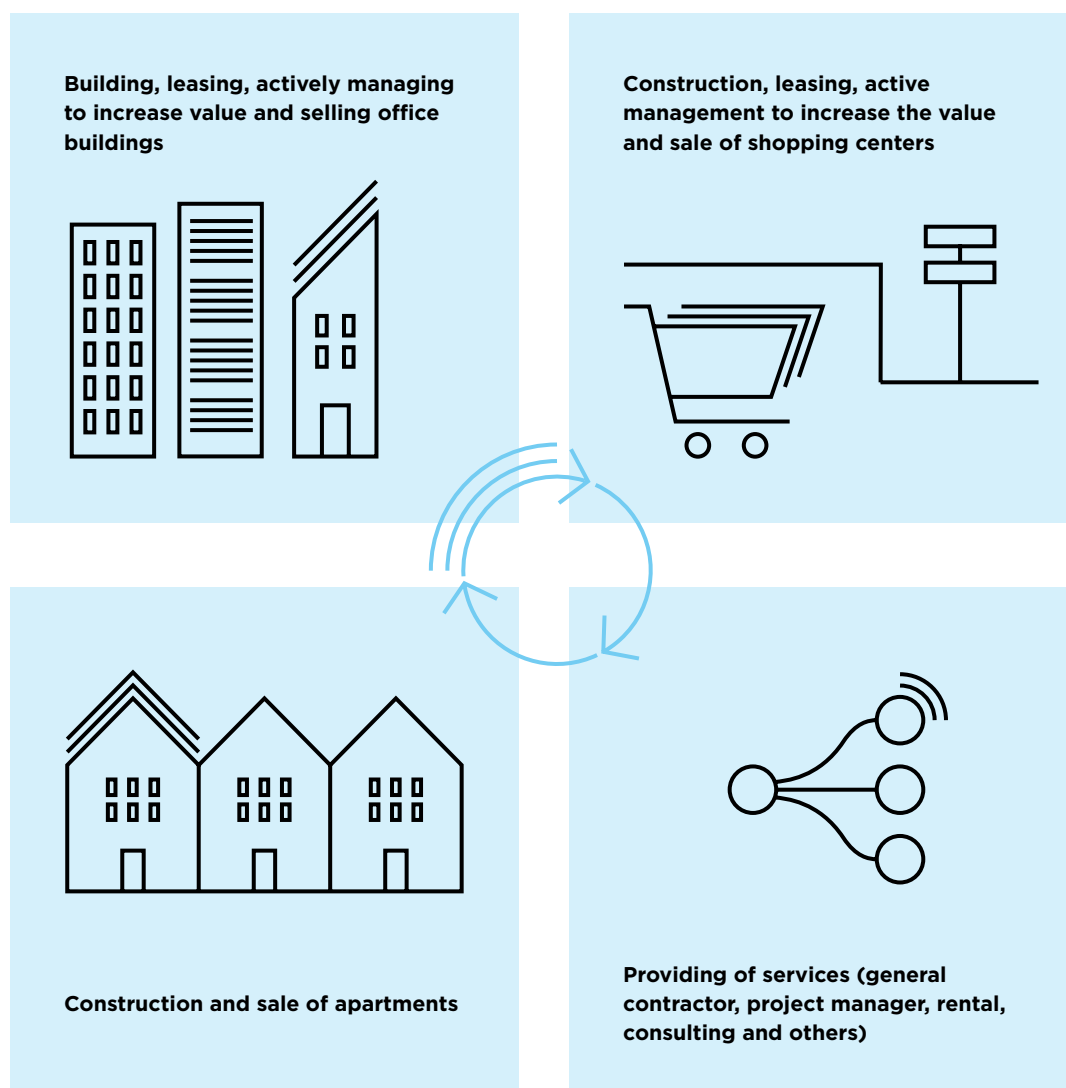 Building, leasing, actively managing
to increase value and selling office
buildings
Construction, leasing, active
management to increase the value
and sale of shopping centers
Construction and sale of apartments
Providing of services (general
contractor, project manager, rental,
consulting and others)